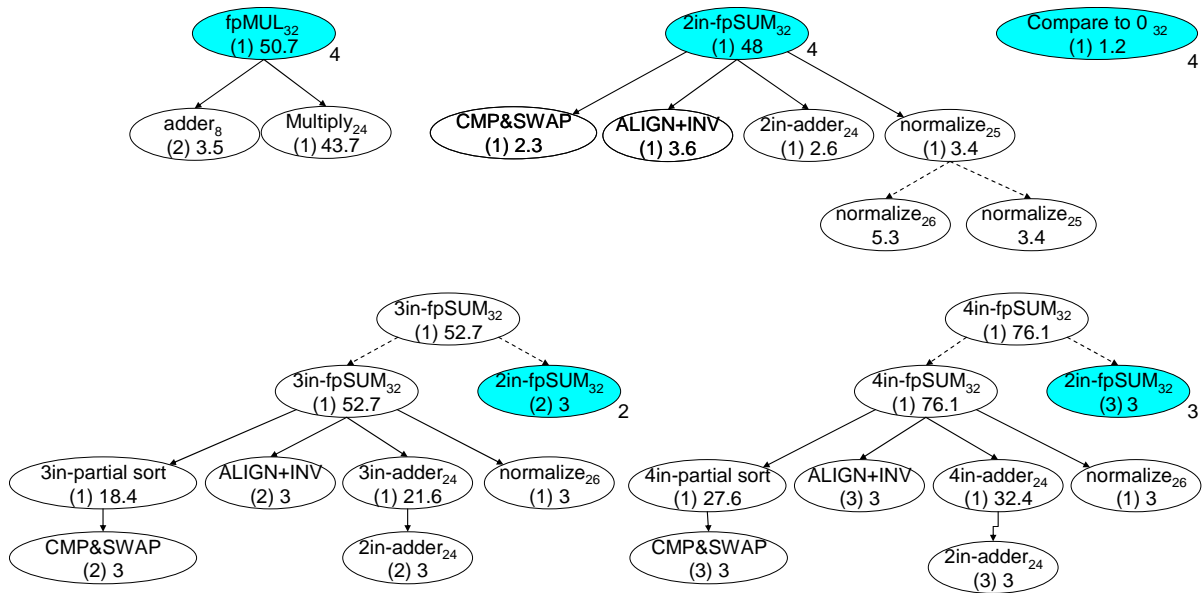 fpMUL32
(1) 50.7
4
2in-fpSUM32
(1) 48
4
Compare to 0 32
(1) 1.2
4
adder8
(2) 3.5
Multiply24
(1) 43.7
CMP&SWAP
(1) 2.3
ALIGN+INV
(1) 3.6
2in-adder24
(1) 2.6
normalize25
(1) 3.4
normalize26
5.3
normalize25
3.4
3in-fpSUM32
(1) 52.7
3in-fpSUM32
(1) 52.7
2in-fpSUM32
(2) 3
2
3in-partial sort
(1) 18.4
ALIGN+INV
(2) 3
3in-adder24
(1) 21.6
normalize26
(1) 3
CMP&SWAP
(2) 3
2in-adder24
(2) 3
4in-fpSUM32
(1) 76.1
4in-fpSUM32
(1) 76.1
2in-fpSUM32
(3) 3
3
4in-partial sort
(1) 27.6
ALIGN+INV
(3) 3
4in-adder24
(1) 32.4
normalize26
(1) 3
CMP&SWAP
(3) 3
2in-adder24
(3) 3